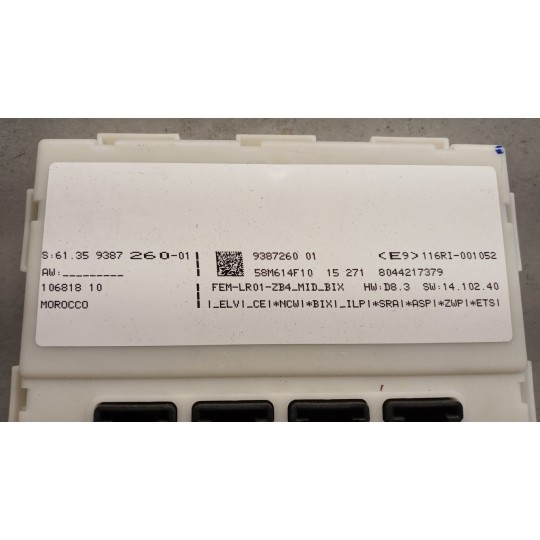 S:61.35 9387 260-01
AW:_________
106818 10
MOROCCO
9387260 01 <E9>116RI-001052
58M614F10 15 271 8044217379
FEM-LR01-ZB4_MID_BIX HW:D8.3 SW:14.102.40
|_ELV|_CE|*NCW|*BIX|_ILP|*SRA|*ASP|*ZWP|*ETS|